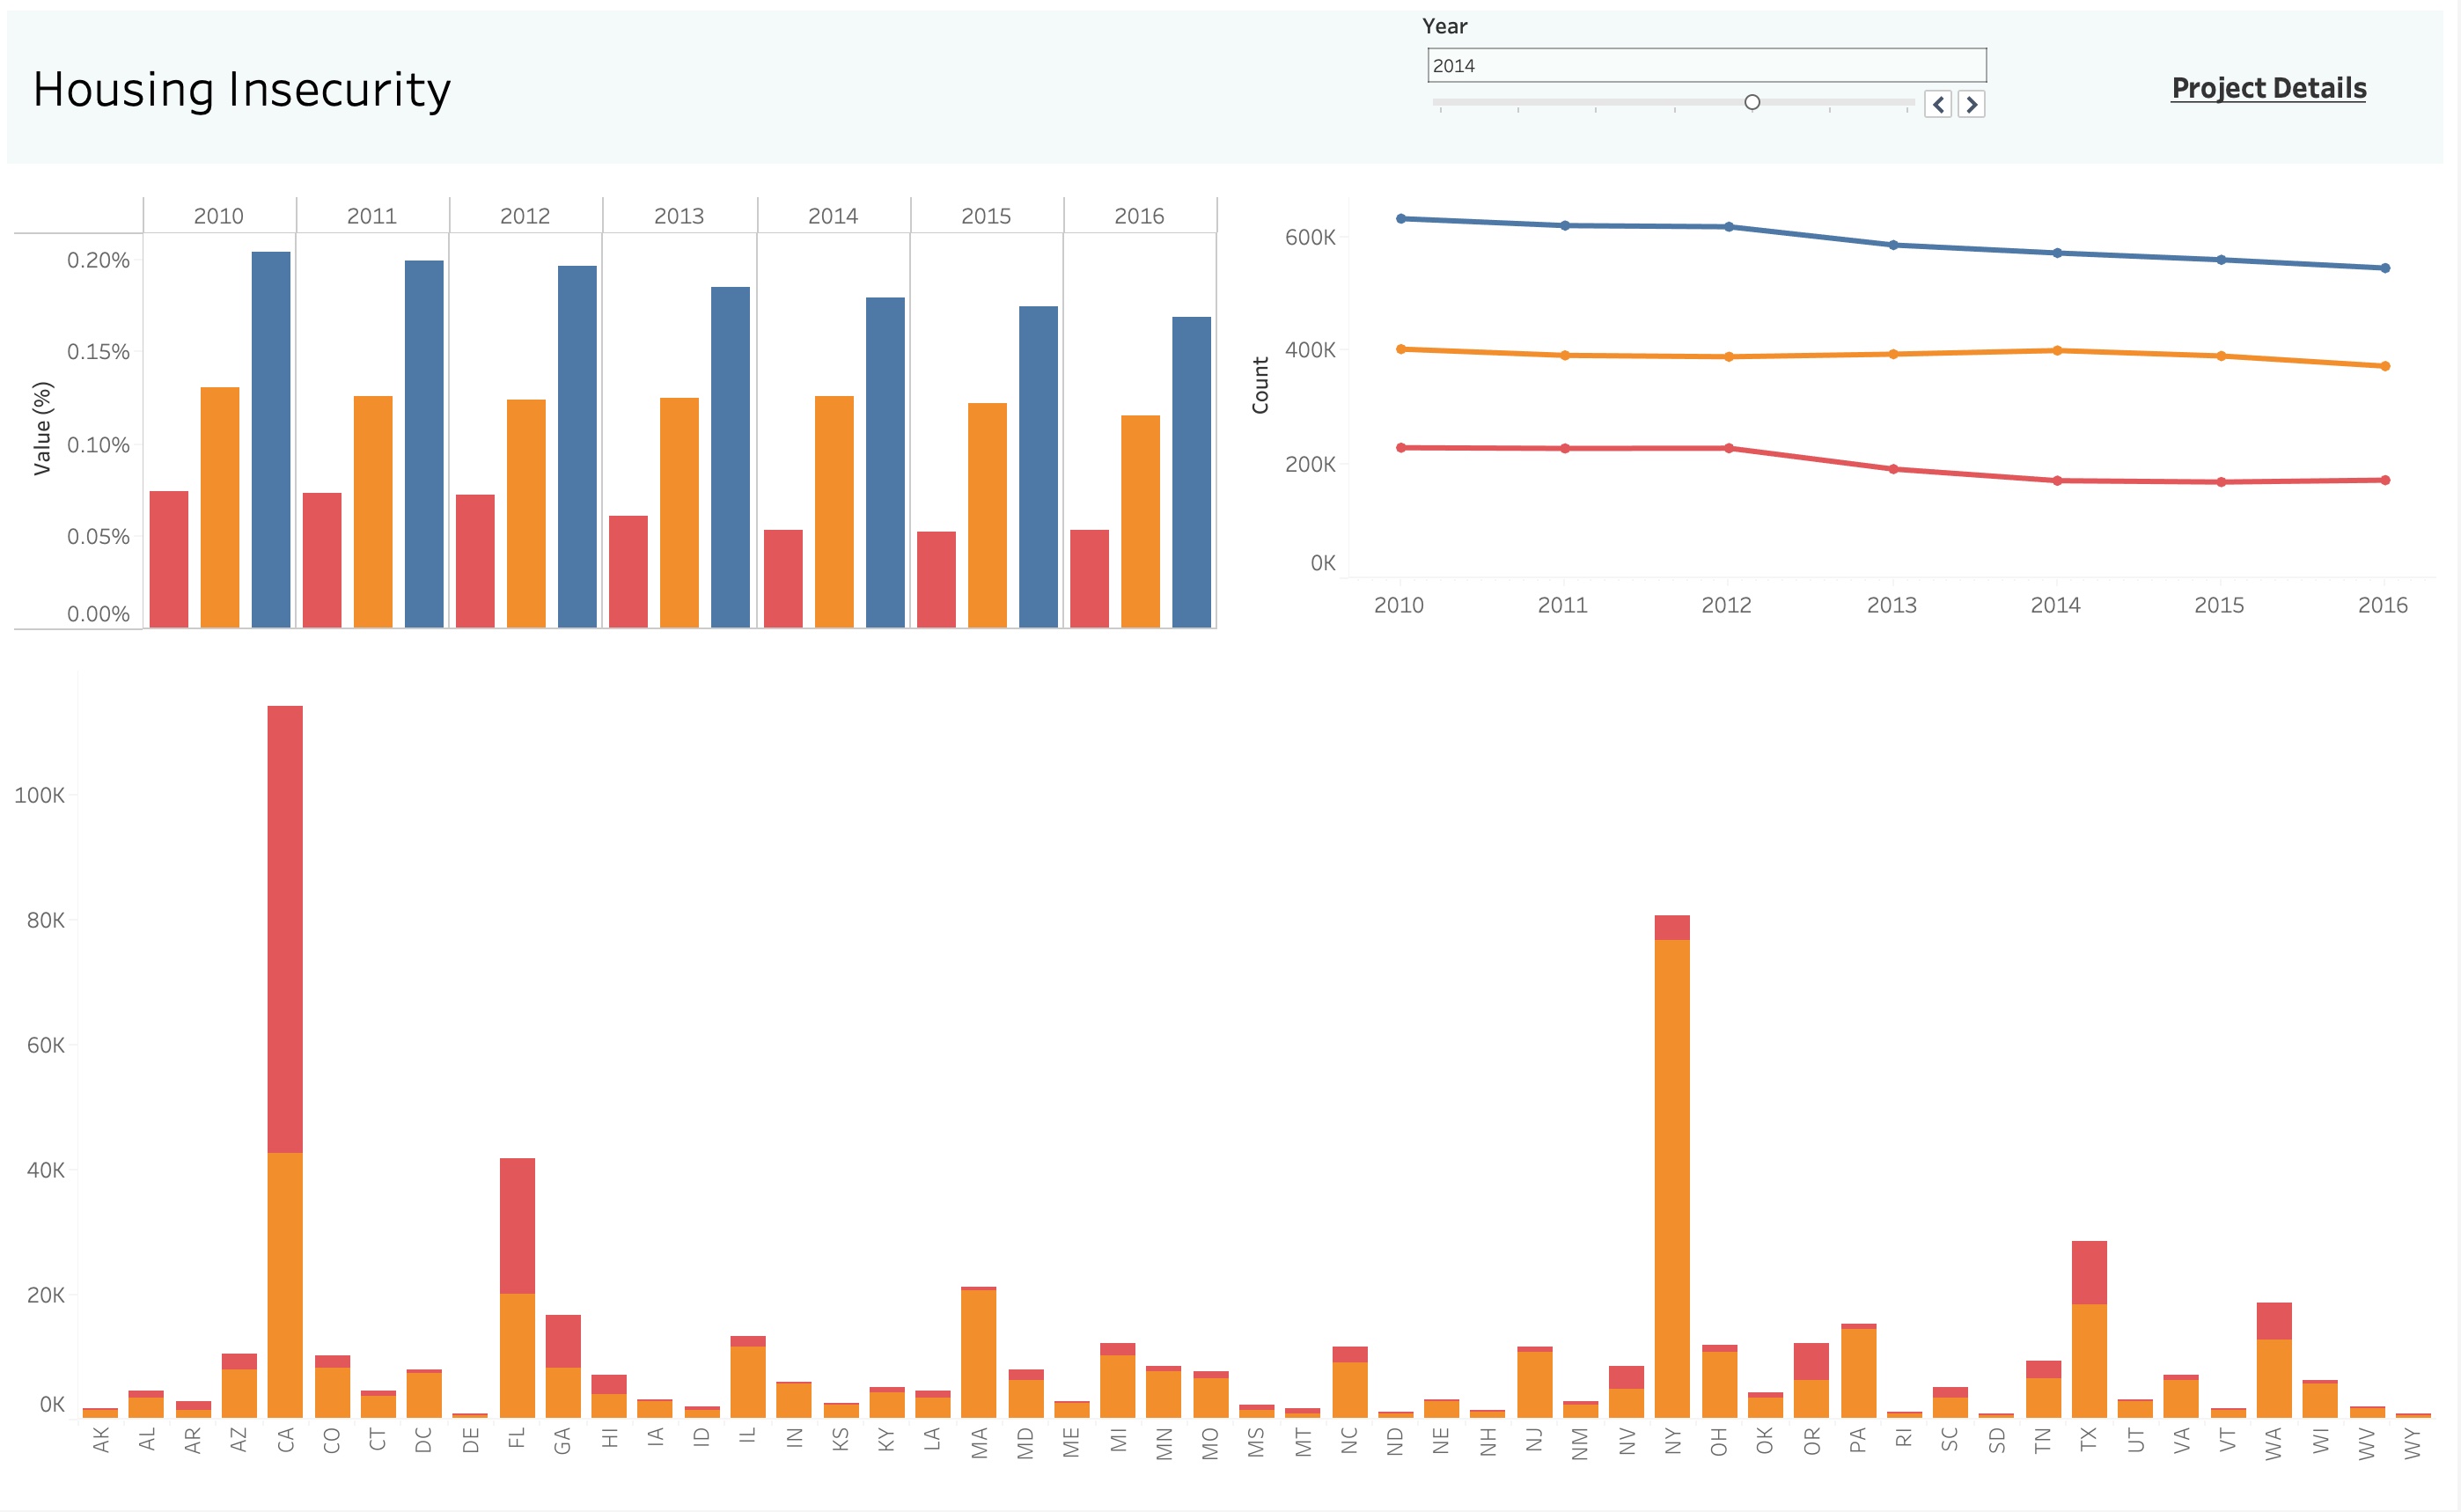 Year
2014
Housing Insecurity
Project Details
2010 2011 2012 2013 2014 2015 2016
0.20%
0.15%
0.10%
0.05%
0.00%
Value (%)
600K
400K
200K
0K
Count
2010 2011 2012 2013 2014 2015 2016
100K
80K
60K
40K
20K
0K
AK AL AR AZ CA CO CT DC DE FL GA HI IA ID IL IN KS KY LA MA MD ME MI MN MO MS MT NC ND NE NH NJ NM NV NY OH OK OR PA RI SC SD TN TX UT VA VT WA WI WV WY